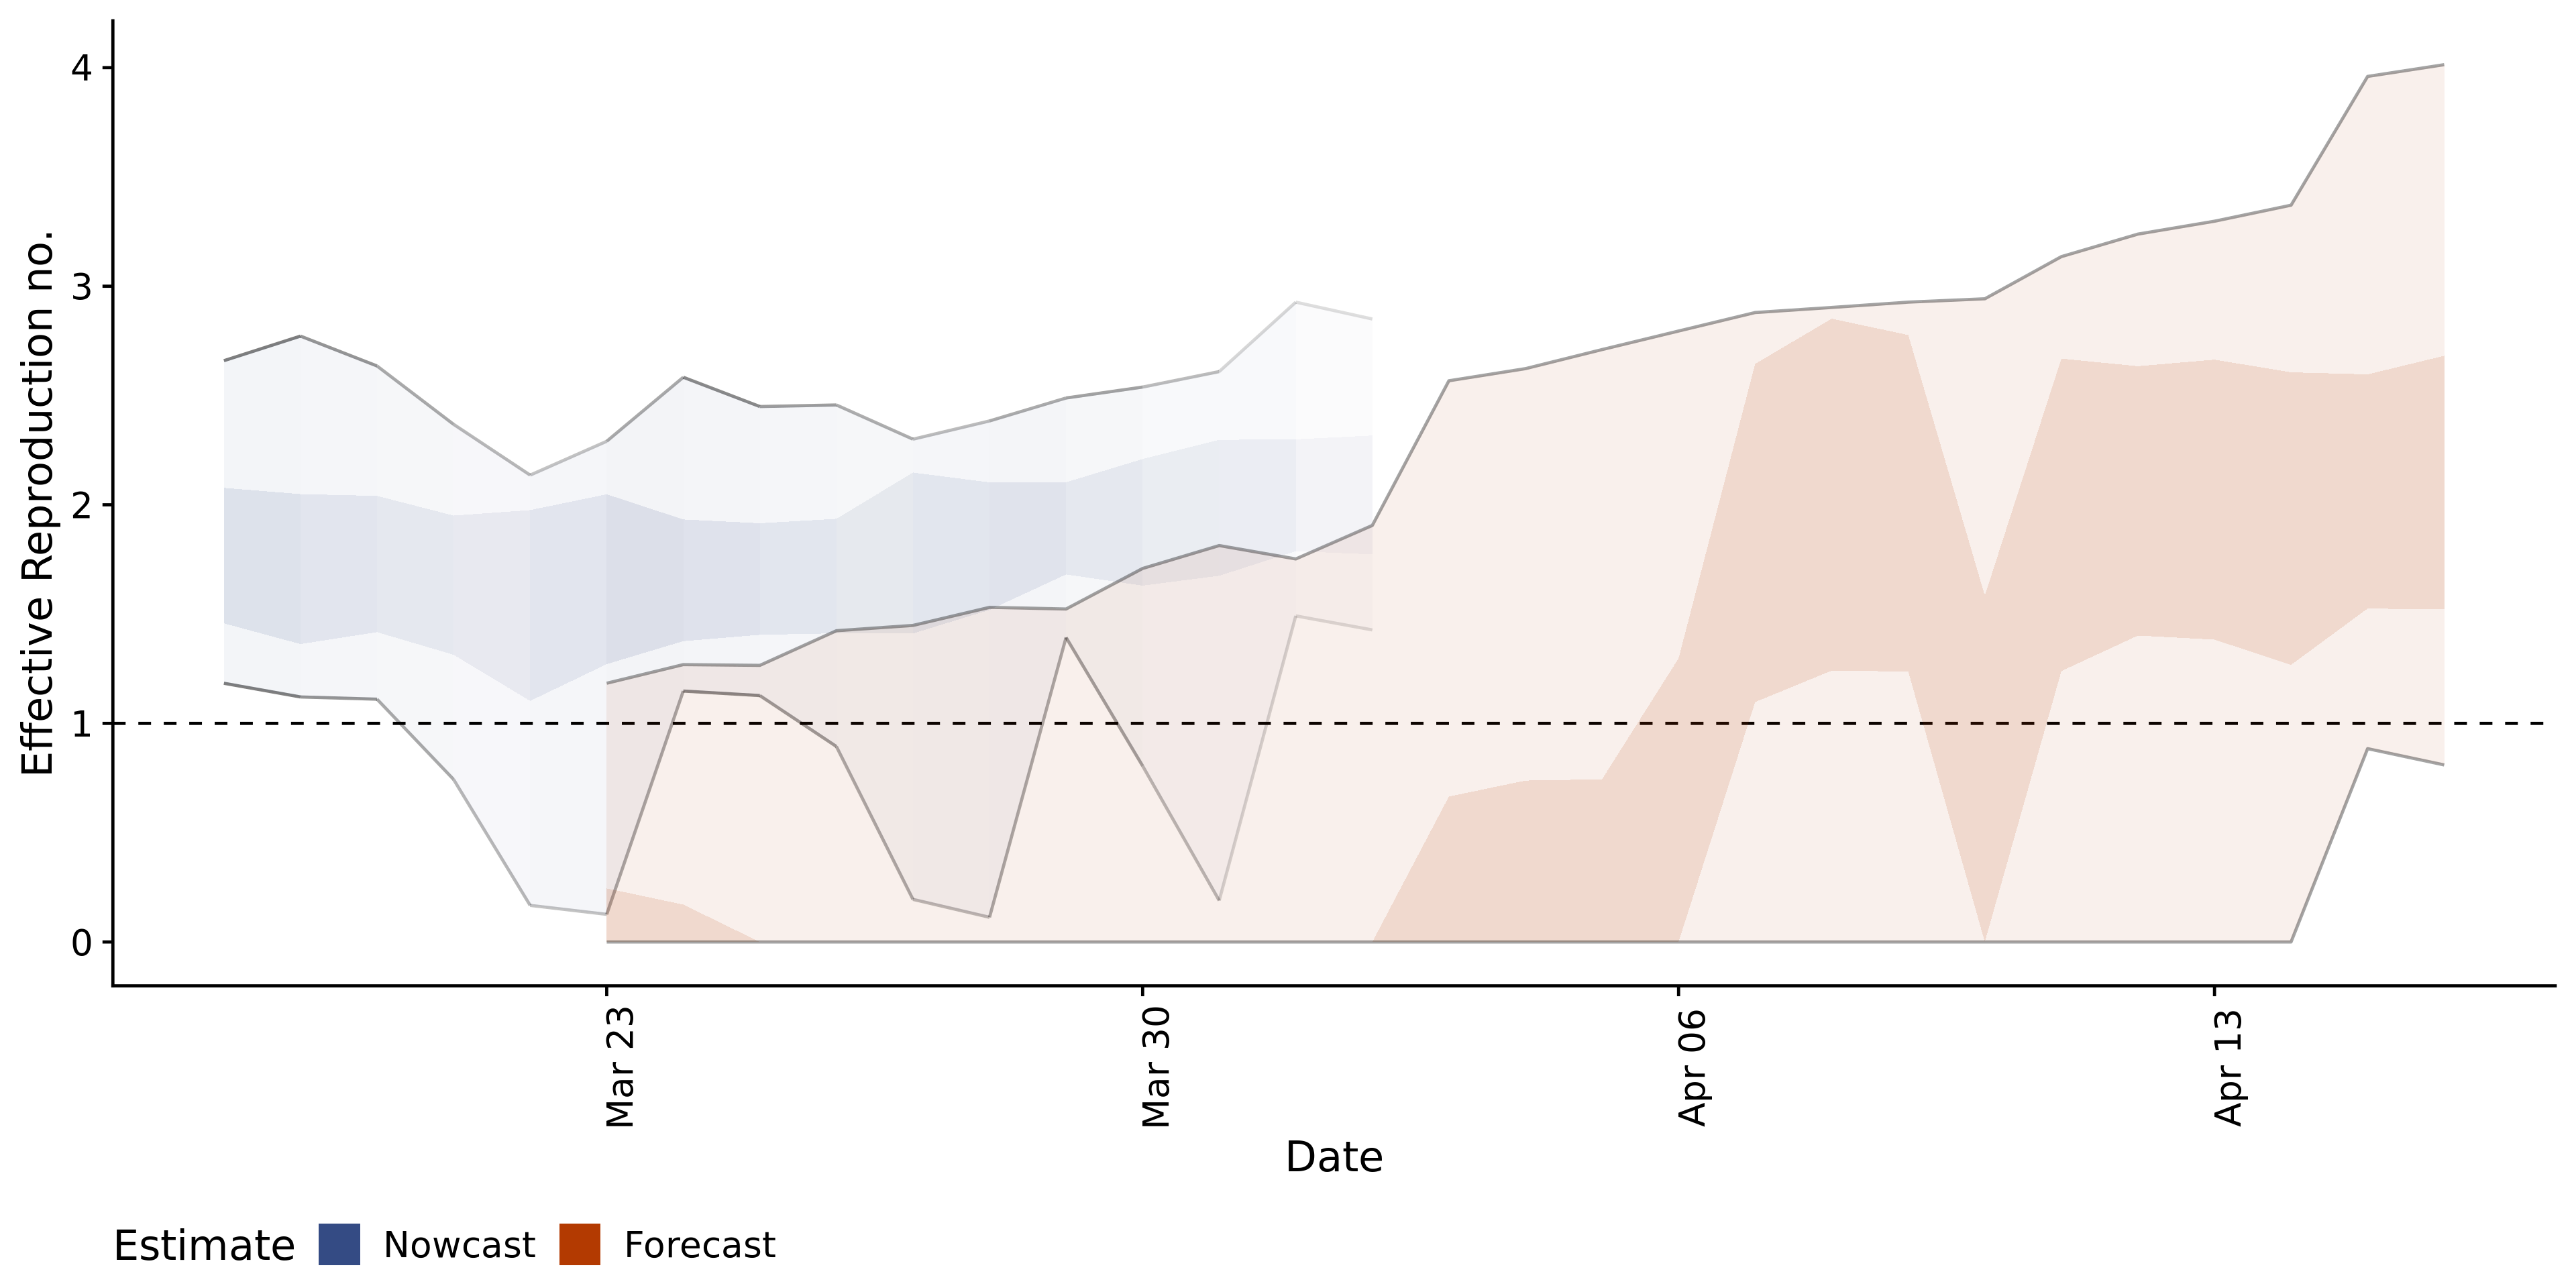 Effective Reproduction no.
4
3
2
1
0
Mar 23
Mar 30
Apr 06
Apr 13
Date
Estimate Nowcast Forecast